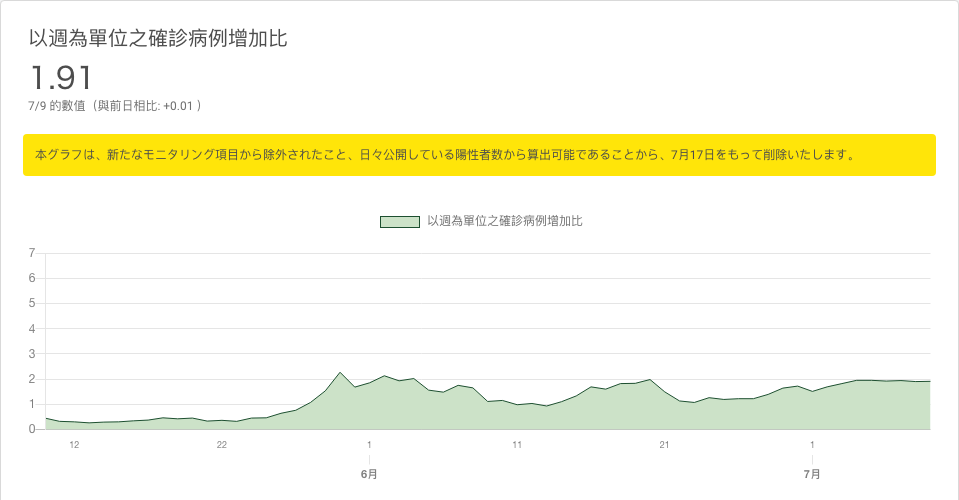 以週為單位之確診病例增加比
1.91
7/9 的數值（與前日相比: +0.01 ）
本グラフは、新たなモニタリング項目から除外されたこと、日々公開している陽性者数から算出可能であることから、7月17日をもって削除いたします。
以週為單位之確診病例增加比
7
6
5
4
3
2
1
0
12 22 1 11 21 1
6月 7月